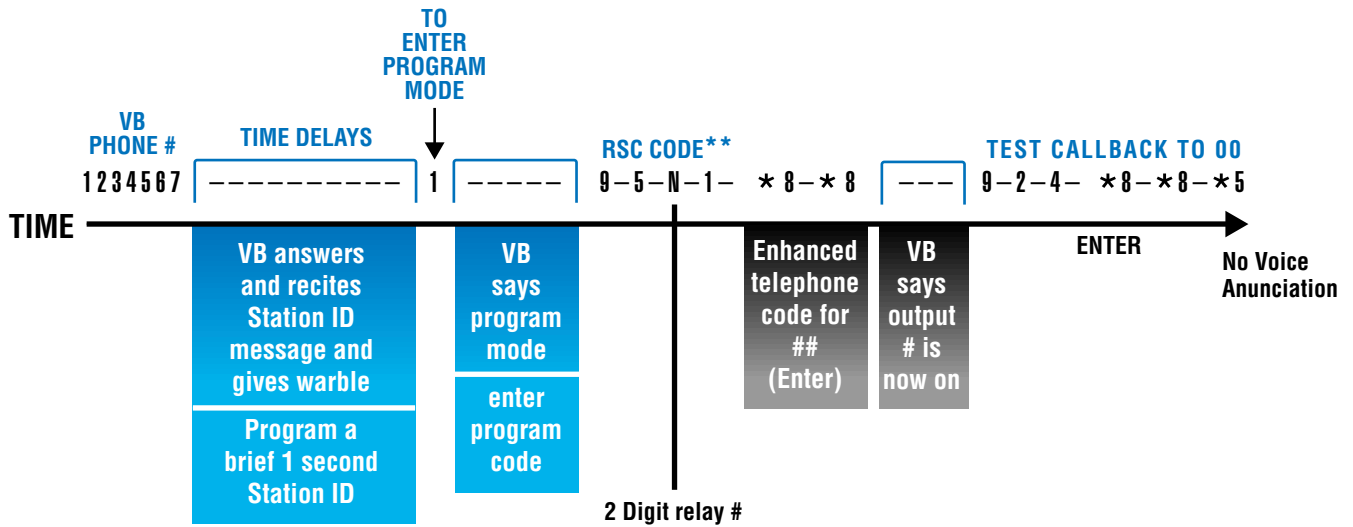 TO
ENTER
PROGRAM
MODE
VB
PHONE #
TIME DELAYS
RSC CODE**
TEST CALLBACK TO 00
1234567
–––––––––––
1
–––––
9–5–N–1– *8–*8
–––
9–2–4– *8–*8–*5
TIME
VB answers
and recites
Station ID
message and
gives warble
Program a
brief 1 second
Station ID
VB
says
program
mode
enter
program
code
2 Digit relay #
Enhanced
telephone
code for
##
(Enter)
VB
says
output
# is
now on
ENTER
No Voice
Anunciation